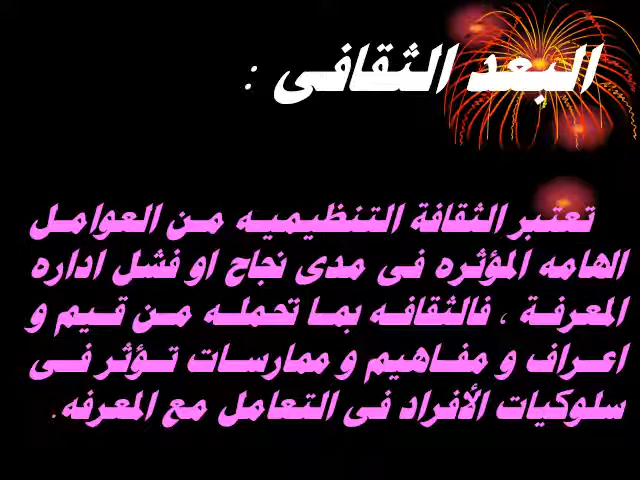 البعد الثقافى :
تعتبر الثقافة التنظيميه من العوامل
الهامه المؤثره فى مدى نجاح او فشل اداره
المعرفة ، فالثقافه بما تحمله من قيم و
اعراف و مفاهيم و ممارسات تؤثر فى
سلوكيات الأفراد فى التعامل مع المعرفه.